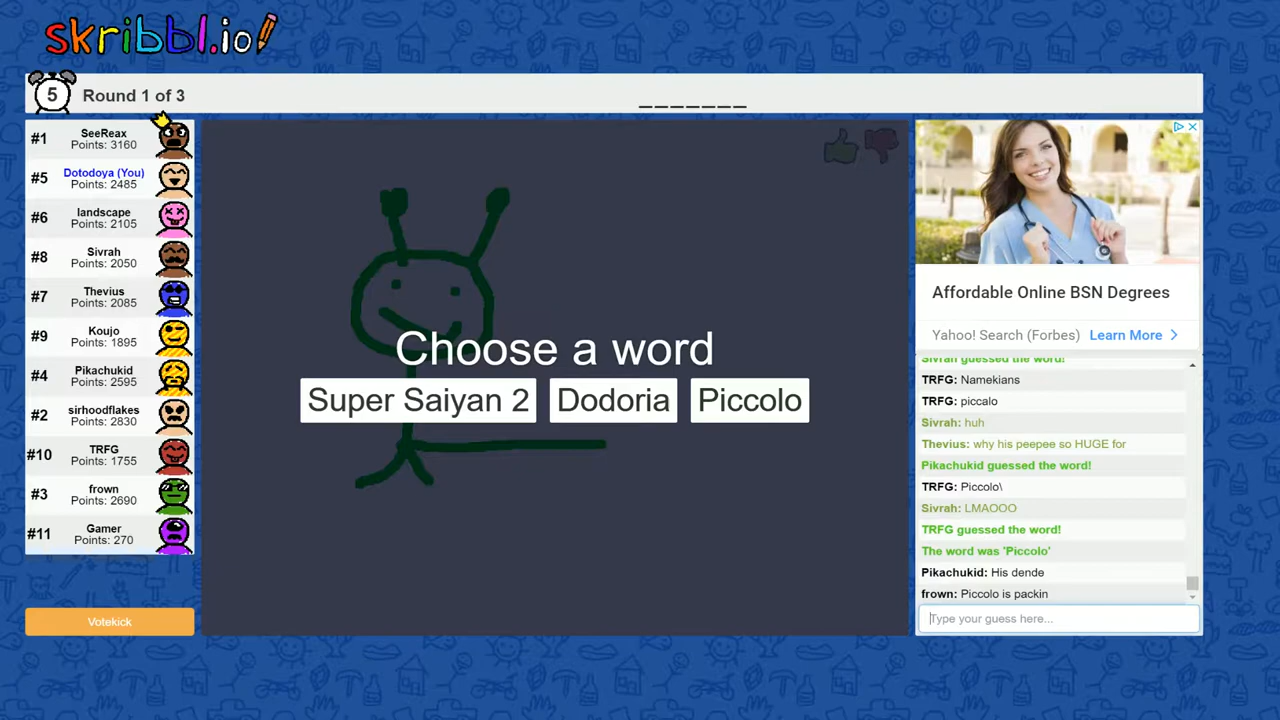 skribbl.io!
5
Round 1 of 3
_______
#1
SeeReax
Points: 3160
#5
Dotodoya (You)
Points: 2485
#6
landscape
Points: 2105
#8
Sivrah
Points: 2050
#7
Thevius
Points: 2085
#9
Koujo
Points: 1895
#4
Pikachukid
Points: 2595
#2
sirhoodflakes
Points: 2830
#10
TRFG
Points: 1755
#3
frown
Points: 2690
#11
Gamer
Points: 270
Votekick
Choose a word
Super Saiyan 2
Dodoria
Piccolo
Affordable Online BSN Degrees
Yahoo! Search (Forbes)
Learn More
Sivrah guessed the word!
TRFG: Namekians
TRFG: piccalo
Sivrah: huh
Thevius: why his peepee so HUGE for
Pikachukid guessed the word!
TRFG: Piccolo\
Sivrah: LMAOOO
TRFG guessed the word!
The word was 'Piccolo'
Pikachukid: His dende
frown: Piccolo is packin
Type your guess here...